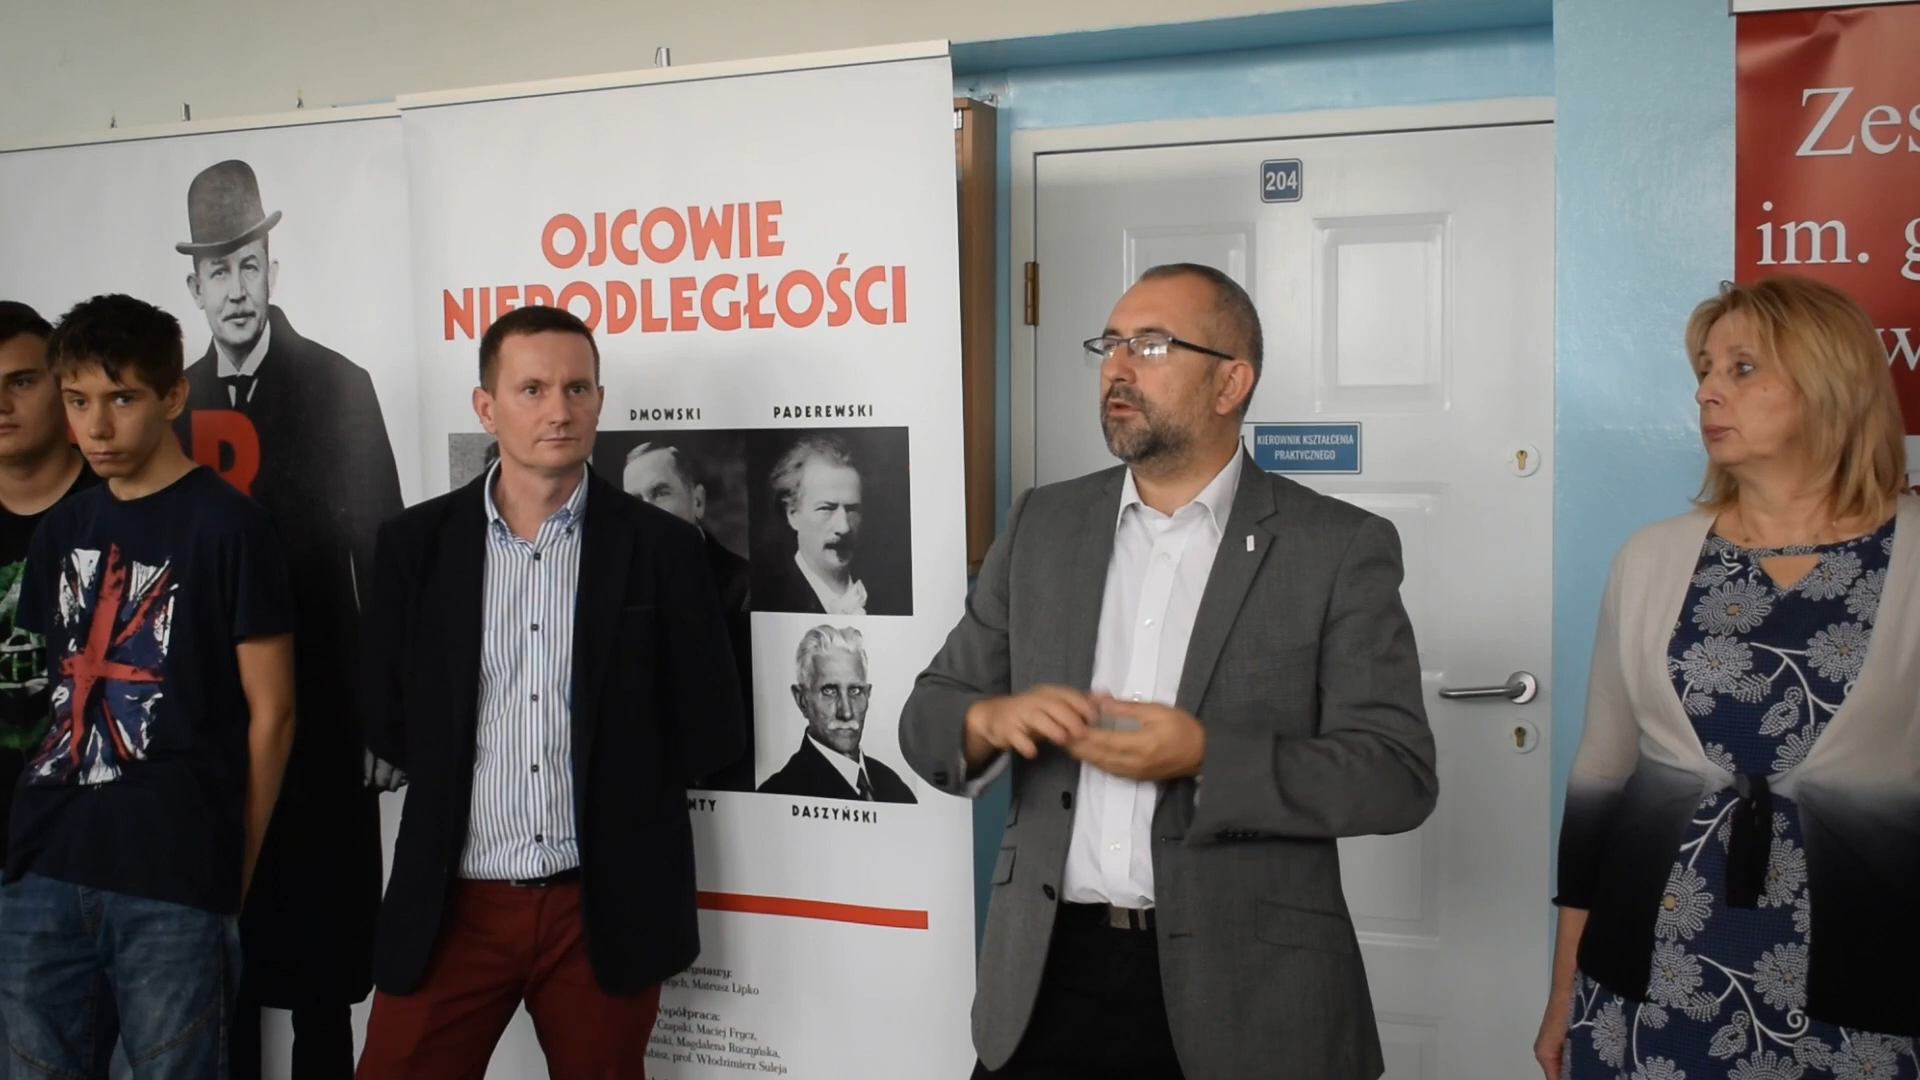 OJCOWIE
NIEPODLEGŁOŚCI
DMOWSKI
PADEREWSKI
DASZYŃSKI
Mateusz Lipko
Współpraca:
Czapski, Maciej Frycz,
Magdalena Ruczyńska,
prof. Włodzimierz Suleja
204
KIEROWNIK KSZTAŁCENIA
PRAKTYCZNEGO
Zes
im. g
w